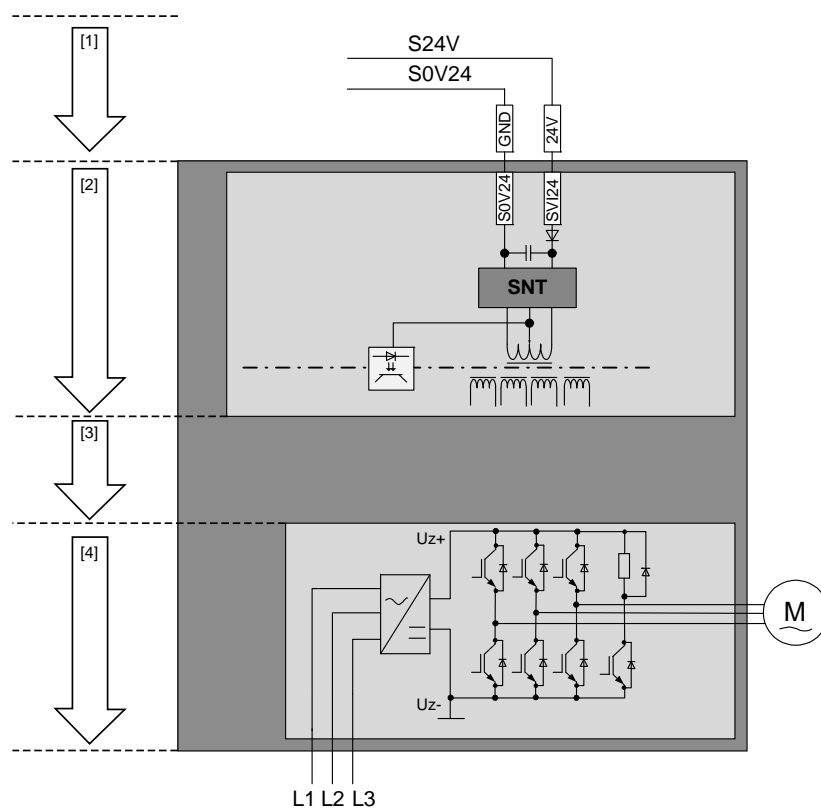 [1]
S24V
S0V24
GND
24V
[2]
S0V24
SVI24
SNT
[3]
[4]
Uz+
M
Uz-
L1 L2 L3